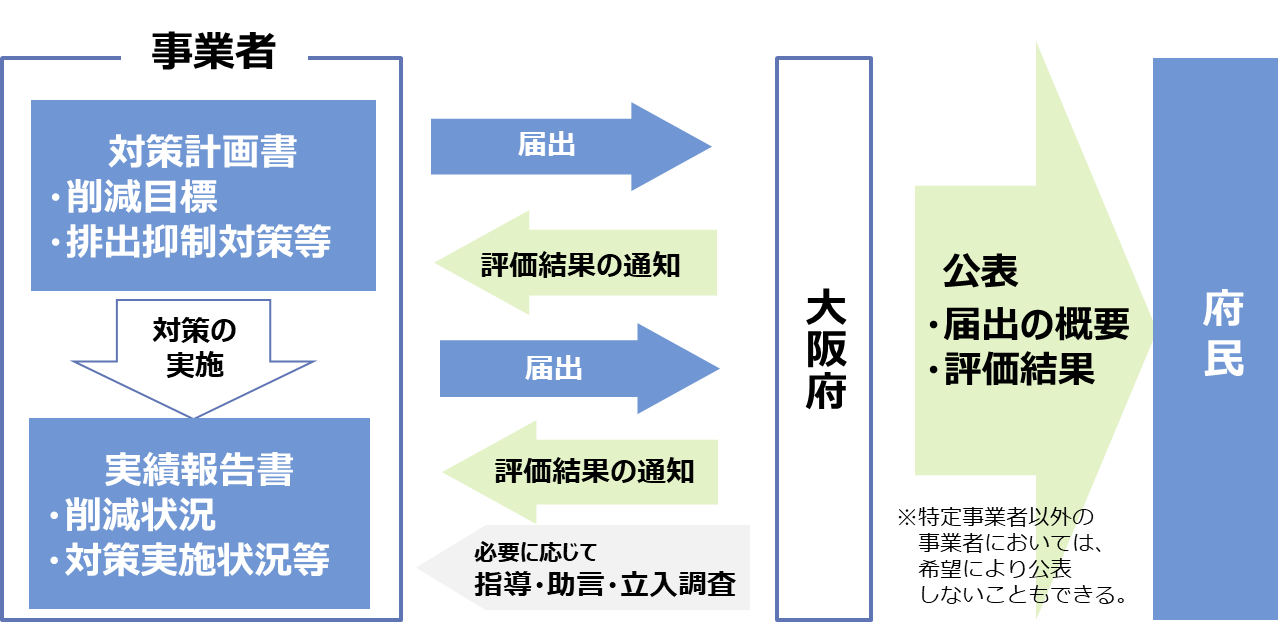 事業者
対策計画書
・削減目標
・排出抑制対策等
対策の
実施
実績報告書
・削減状況
・対策実施状況等
届出
評価結果の通知
届出
評価結果の通知
必要に応じて
指導・助言・立入調査
大阪府
公表
・届出の概要
・評価結果
※特定事業者以外の
事業者においては、
希望により公表
しないこともできる。
府民